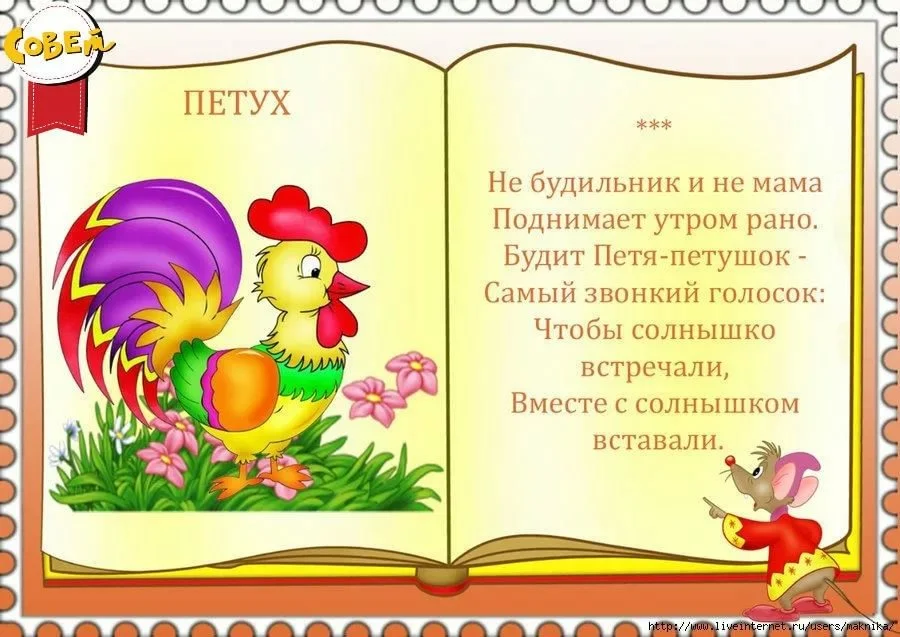 Совет
ПЕТУХ
***
Не будильник и не мама
Поднимает утром рано.
Будит Петя-петушок -
Самый звонкий голосок:
Чтобы солнышко
встречали,
Вместе с солнышком
вставали.
http://www.liveinternet.ru/users/maknika/